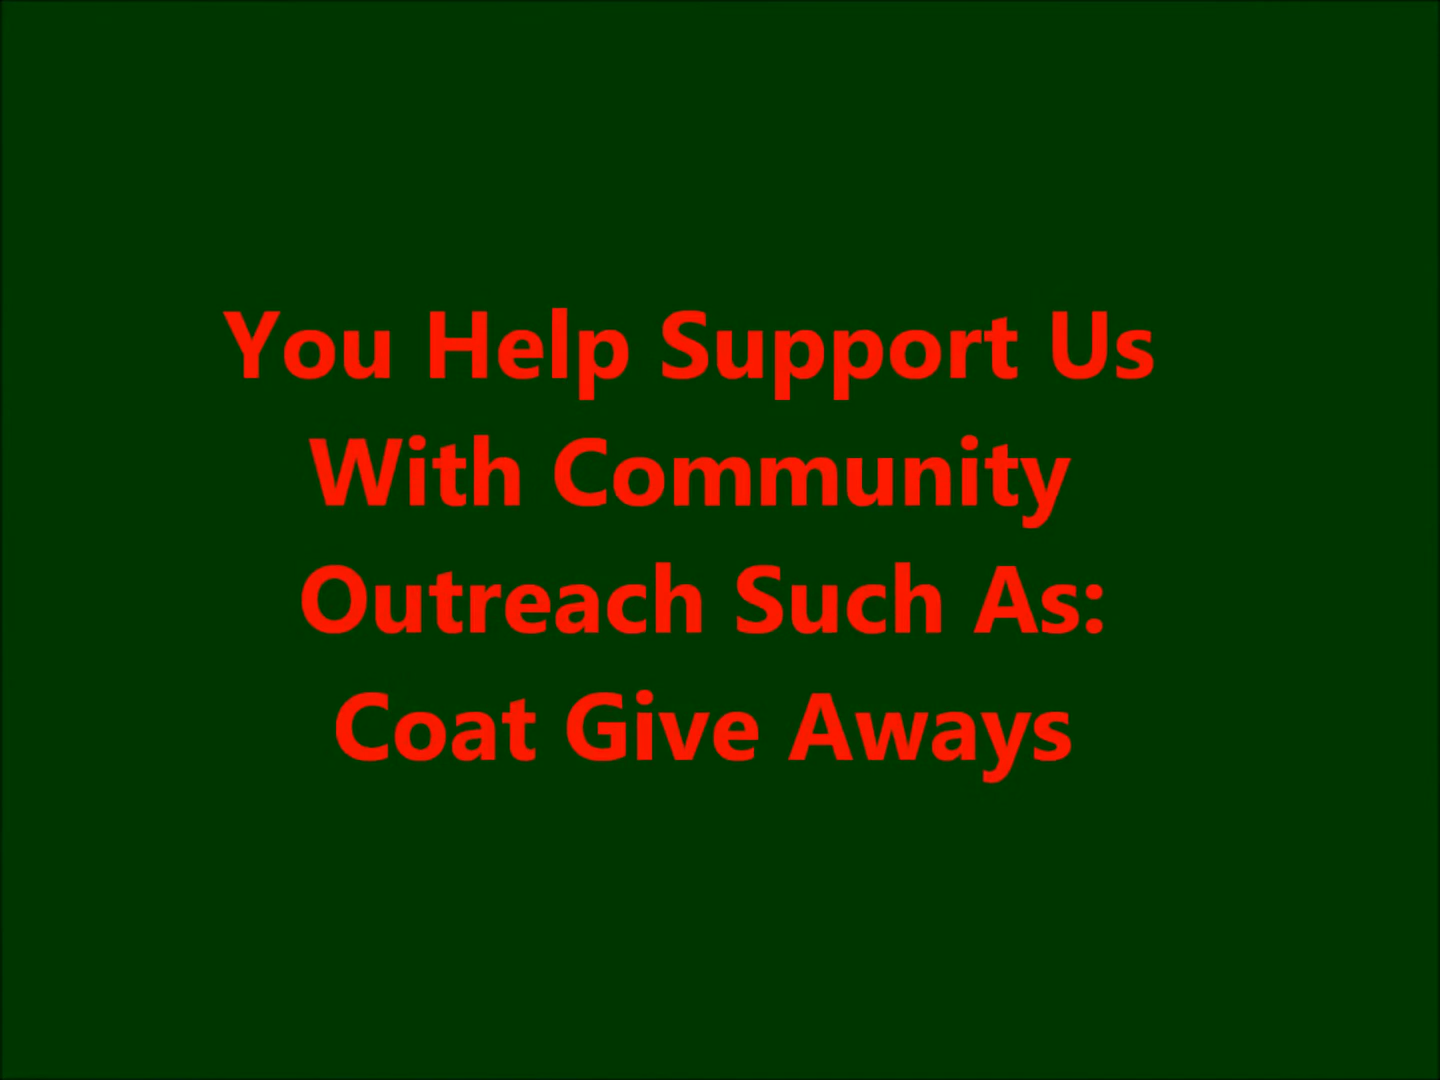 You Help Support Us
With Community
Outreach Such As:
Coat Give Aways